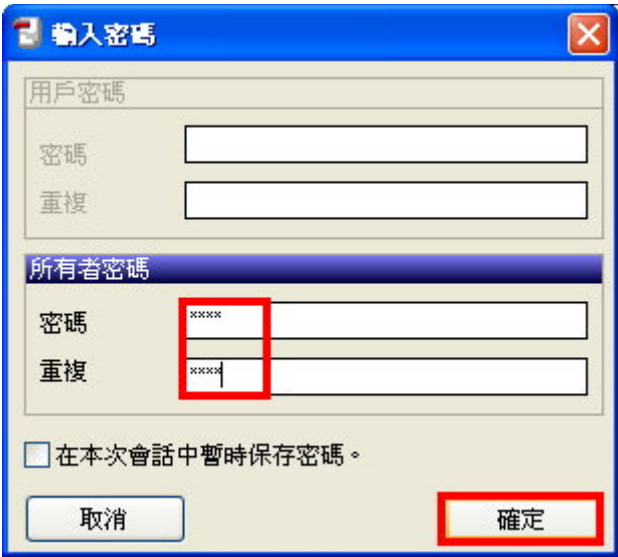 輸入密碼
用戶密碼
密碼
重複
所有者密碼
密碼 ****
重複 ****
在本次會話中暫時保存密碼。
取消 確定